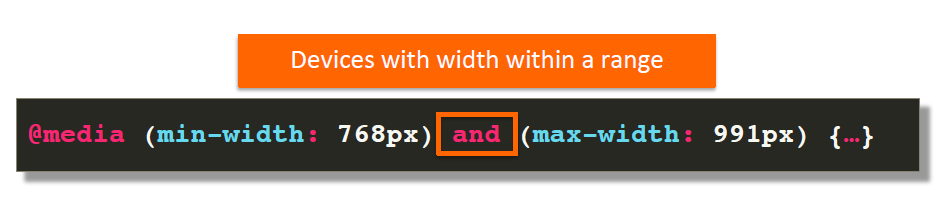 Devices with width within a range
@media (min-width: 768px) and (max-width: 991px) {…}